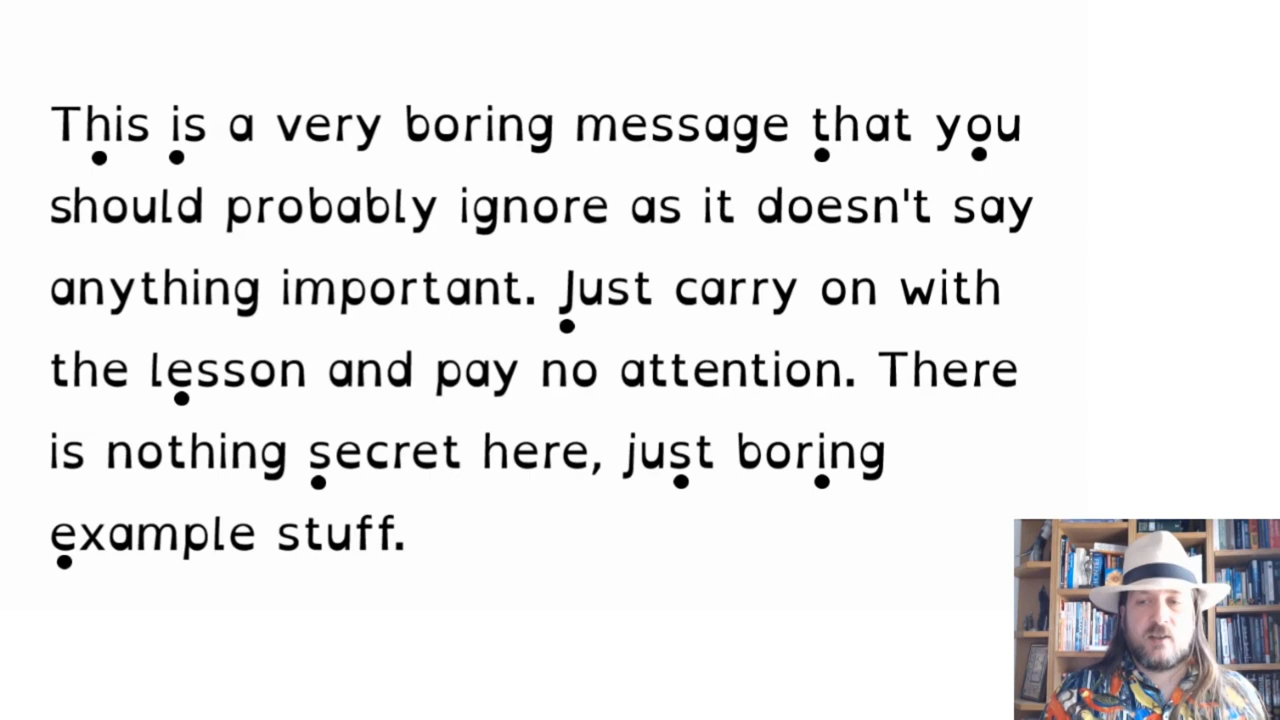 This is a very boring message that you
should probably ignore as it doesn't say
anything important. Just carry on with
the lesson and pay no attention. There
is nothing secret here, just boring
example stuff.